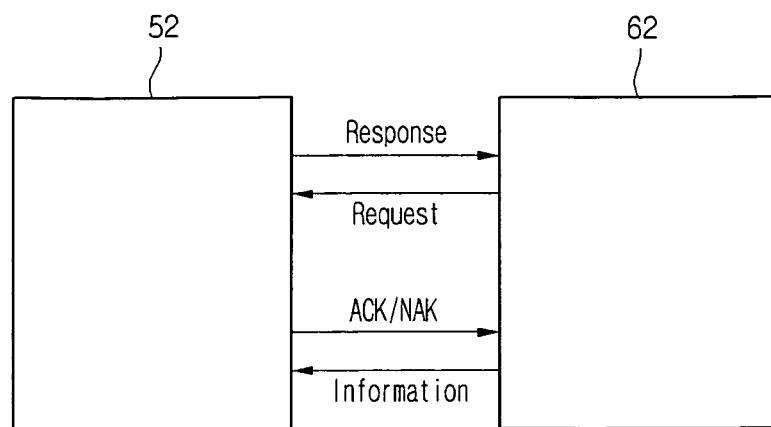 52
62
Response
Request
ACK/NAK
Information